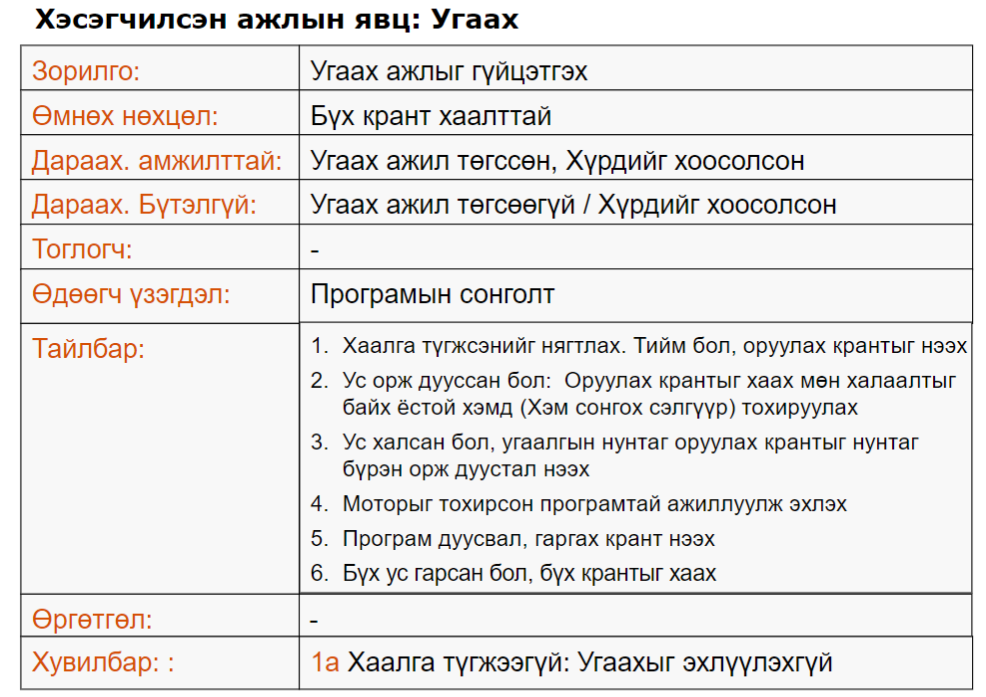 Хэсэгчилсэн ажлын явц: Угаах
Зорилго: Угаах ажлыг гүйцэтгэх
Өмнөх нөхцөл: Бүх крант хаалттай
Дараах. амжилттай: Угаах ажил төгссөн, Хүрдийг хоосолсон
Дараах. Бүтэлгүй: Угаах ажил төгсөөгүй / Хүрдийг хоосолсон
Тоглогч: -
Өдөөгч үзэгдэл: Програмын сонголт
Тайлбар: 1. Хаалга түгжсэнийг нягтлах. Тийм бол, оруулах крантыг нээх
2. Ус орж дууссан бол: Оруулах крантыг хаах мөн халаалтыг
байх ёстой хэмд (Хэм сонгох сэлгүүр) тохируулах
3. Ус халсан бол, угаалгын нунтаг оруулах крантыг нунтаг
бүрэн орж дуустал нээх
4. Моторыг тохирсон програмтай ажиллуулж эхлэх
5. Програм дуусвал, гаргах крант нээх
6. Бүх ус гарсан бол, бүх крантыг хаах
Өргөтгөл: -
Хувилбар: : 1а Хаалга түгжээгүй: Угаахыг эхлүүлэхгүй